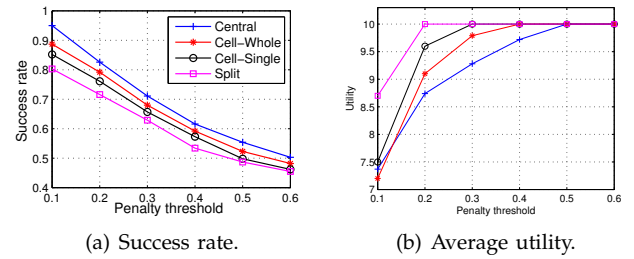 1
0.9
0.8
0.7
0.6
0.5
0.4
0.1 0.2 0.3 0.4 0.5 0.6
Success rate
Penalty threshold
Central
Cell−Whole
Cell−Single
Split
(a) Success rate.
10
9.5
9
8.5
8
7.5
7
0.1 0.2 0.3 0.4 0.5 0.6
Utility
Penalty threshold
(b) Average utility.